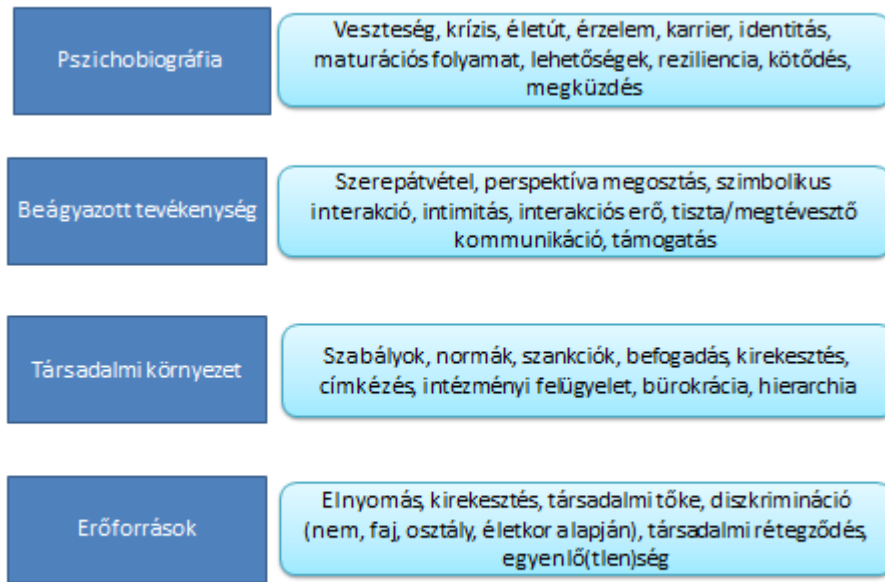 Pszichobiográfia
Veszteség, krízis, életút, érzelem, karrier, identitás,
maturációs folyamat, lehetőségek, reziliencia, kötődés,
megküzdés
Beágyazott tevékenység
Szerepátvétel, perspektíva megosztás, szimbolikus
interakció, intimitás, interakciós erő, tiszta/megtévesztő
kommunikáció, támogatás
Társadalmi környezet
Szabályok, normák, szankciók, befogadás, kirekesztés,
címkézés, intézményi felügyelet, bürokrácia, hierarchia
Erőforrások
Elnyomás, kirekesztés, társadalmi tőke, diszkrimináció
(nem, faj, osztály, életkor alapján), társadalmi rétegződés,
egyenlő(tlen)ség